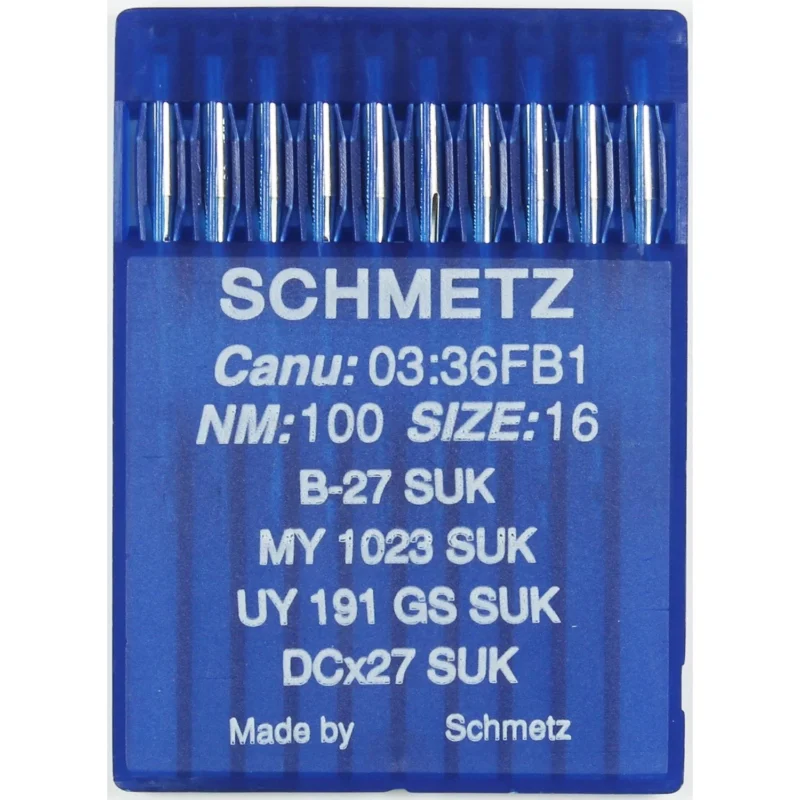 SCHMETZ
Canu: 03:36FB1
NM:100 SIZE:16
B-27 SUK
MY 1023 SUK
UY 191 GS SUK
DCx27 SUK
Made by Schmetz